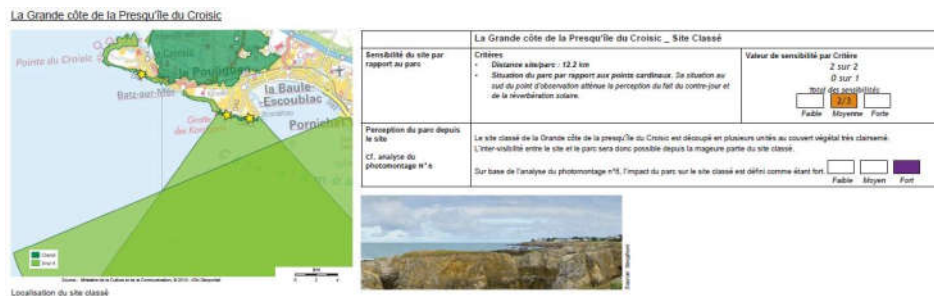 La Grande côte de la Presqu'île du Croisic
Pointe du Croisic
Croisic
le Pouliguen
Batz-sur-Mer
la Baule-
Escoublac
Grotte
des Korrigans
Pornichet
Classé
Localisation du site classé
La Grande côte de la Presqu'île du Croisic _ Site Classé
Sensibilité du site par
rapport au parc
Critères
- Distance site/parc : 12.2 km
- Situation du parc par rapport aux points cardinaux. Sa situation au
sud du point d'observation atténue la perception du fait du contre-jour et
de la réverbération solaire.
Valeur de sensibilité par Critère
2 sur 2
0 sur 1
total des sensibilités
2/3
Faible Moyenne Forte
Perception du parc depuis
le site
Cf. analyse du
photomontage n°6
Le site classé de la Grande côte de la presqu'île du Croisic est découpé en plusieurs unités au couvert végétal très clairsemé.
L'inter-visibilité entre le site et le parc sera donc possible depuis la mageure partie du site classé.
Sur base de l'analyse du photomontage n°6, l'impact du parc sur le site classé est défini comme étant fort.
Faible Moyen Fort